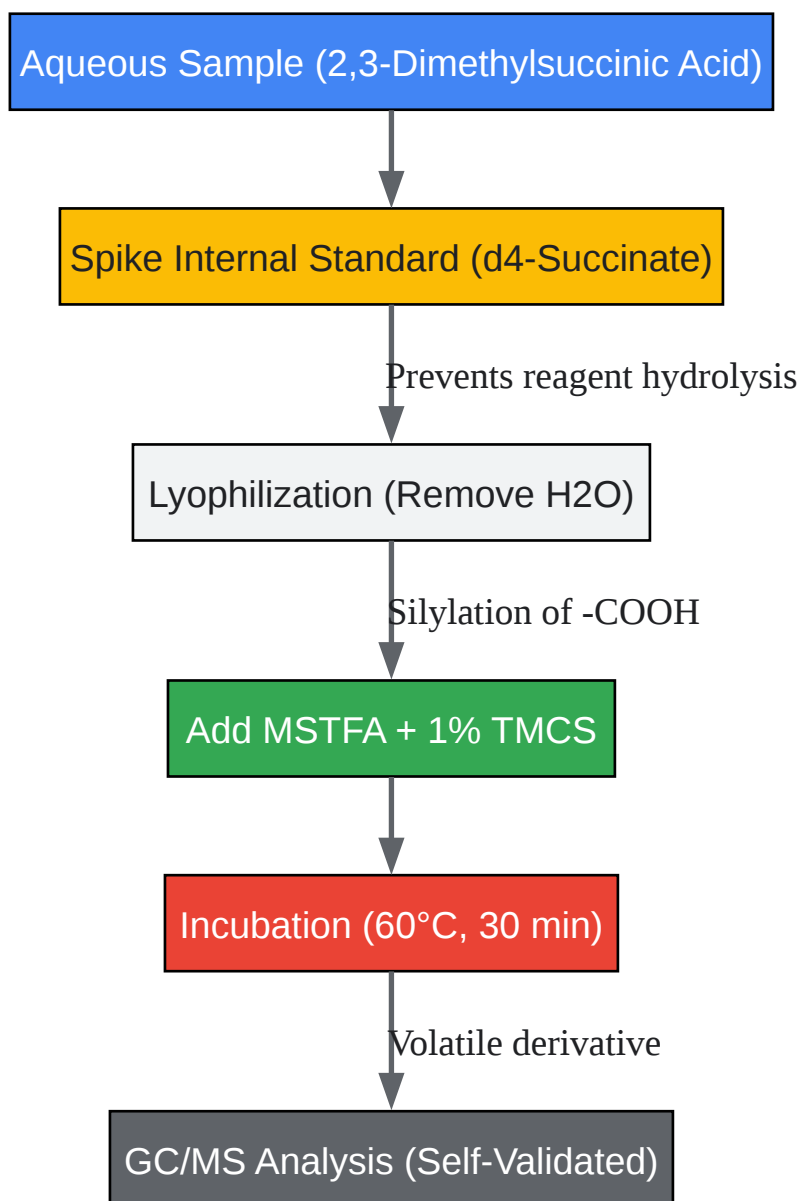 Aqueous Sample (2,3-Dimethylsuccinic Acid)
Spike Internal Standard (d4-Succinate)
Prevents reagent hydrolysis
Lyophilization (Remove H2O)
Silylation of -COOH
Add MSTFA + 1% TMCS
Incubation (60°C, 30 min)
Volatile derivative
GC/MS Analysis (Self-Validated)